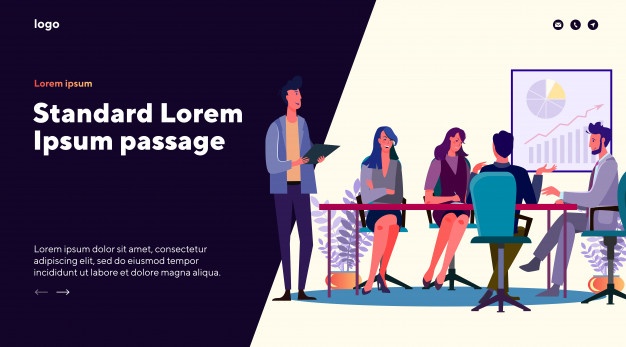 logo
Lorem ipsum
Standard Lorem
Ipsum passage
Lorem ipsum dolor sit amet, consectetur
adipiscing elit, sed do eiusmod tempor
incididunt ut labore et dolore magna aliqua.